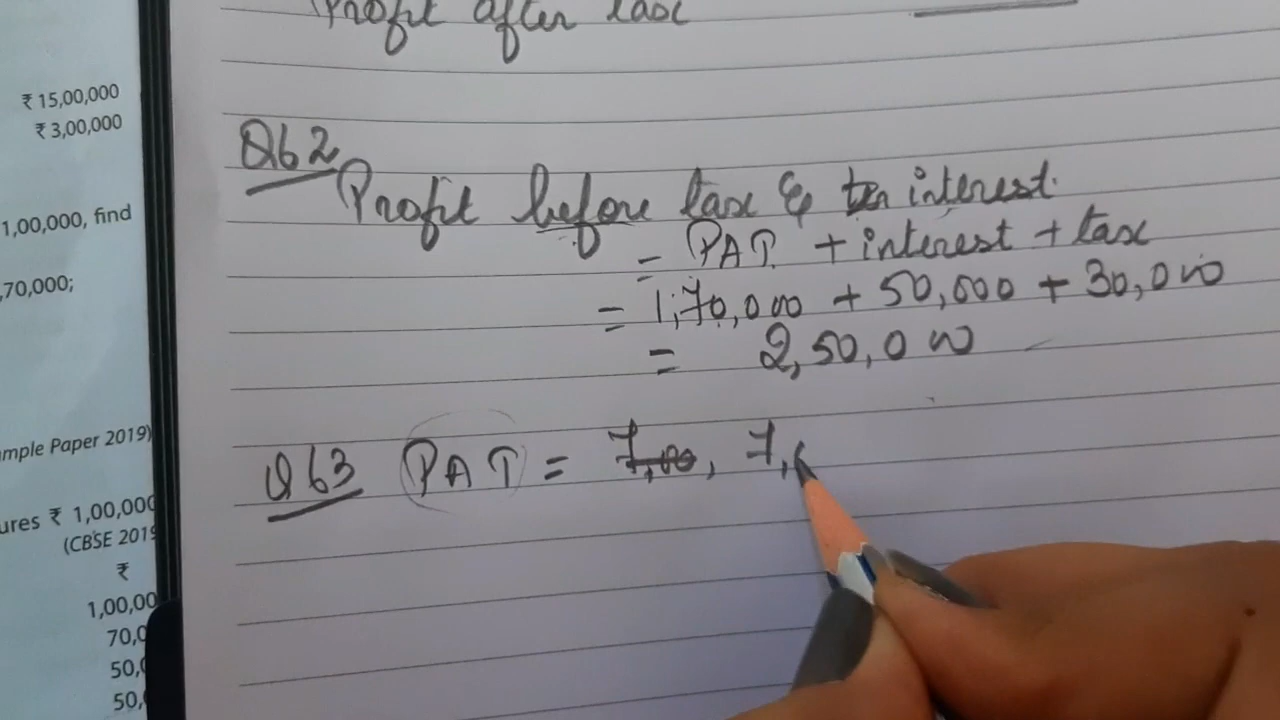 Profit after tax
₹ 15,00,000
₹ 3,00,000
1,00,000, find
,70,000;
mple Paper 2019)
ures ₹ 1,00,000
(CBSE 2019
₹
1,00,00
70,0
50,
50,
Q62
Profit before tax & interest.
= PAT + interest + tax
= 1,70,000 + 50,000 + 30,000
= 2,50,000
Q63 PAT = 7,00, 7,